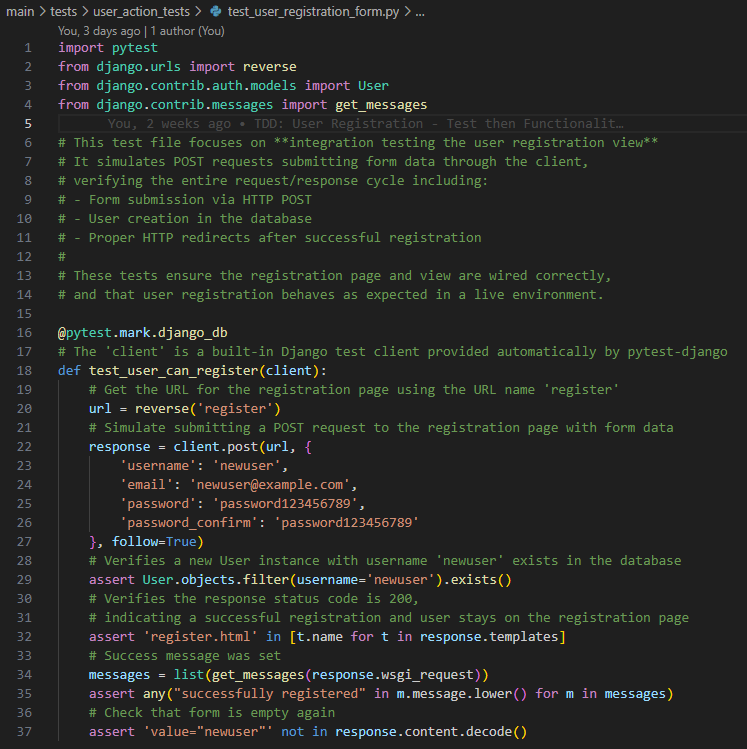 main > tests > user_action_tests > test_user_registration_form.py > ...
You, 3 days ago | 1 author (You)
1 import pytest
2 from django.urls import reverse
3 from django.contrib.auth.models import User
4 from django.contrib.messages import get_messages
5 You, 2 weeks ago • TDD: User Registration - Test then Functionalit…
6 # This test file focuses on **integration testing the user registration view**
7 # It simulates POST requests submitting form data through the client,
8 # verifying the entire request/response cycle including:
9 # - Form submission via HTTP POST
10 # - User creation in the database
11 # - Proper HTTP redirects after successful registration
12 #
13 # These tests ensure the registration page and view are wired correctly,
14 # and that user registration behaves as expected in a live environment.
15
16 @pytest.mark.django_db
17 # The 'client' is a built-in Django test client provided automatically by pytest-django
18 def test_user_can_register(client):
19     # Get the URL for the registration page using the URL name 'register'
20     url = reverse('register')
21     # Simulate submitting a POST request to the registration page with form data
22     response = client.post(url, {
23         'username': 'newuser',
24         'email': 'newuser@example.com',
25         'password': 'password123456789',
26         'password_confirm': 'password123456789'
27     }, follow=True)
28     # Verifies a new User instance with username 'newuser' exists in the database
29     assert User.objects.filter(username='newuser').exists()
30     # Verifies the response status code is 200,
31     # indicating a successful registration and user stays on the registration page
32     assert 'register.html' in [t.name for t in response.templates]
33     # Success message was set
34     messages = list(get_messages(response.wsgi_request))
35     assert any("successfully registered" in m.message.lower() for m in messages)
36     # Check that form is empty again
37     assert 'value="newuser"' not in response.content.decode()